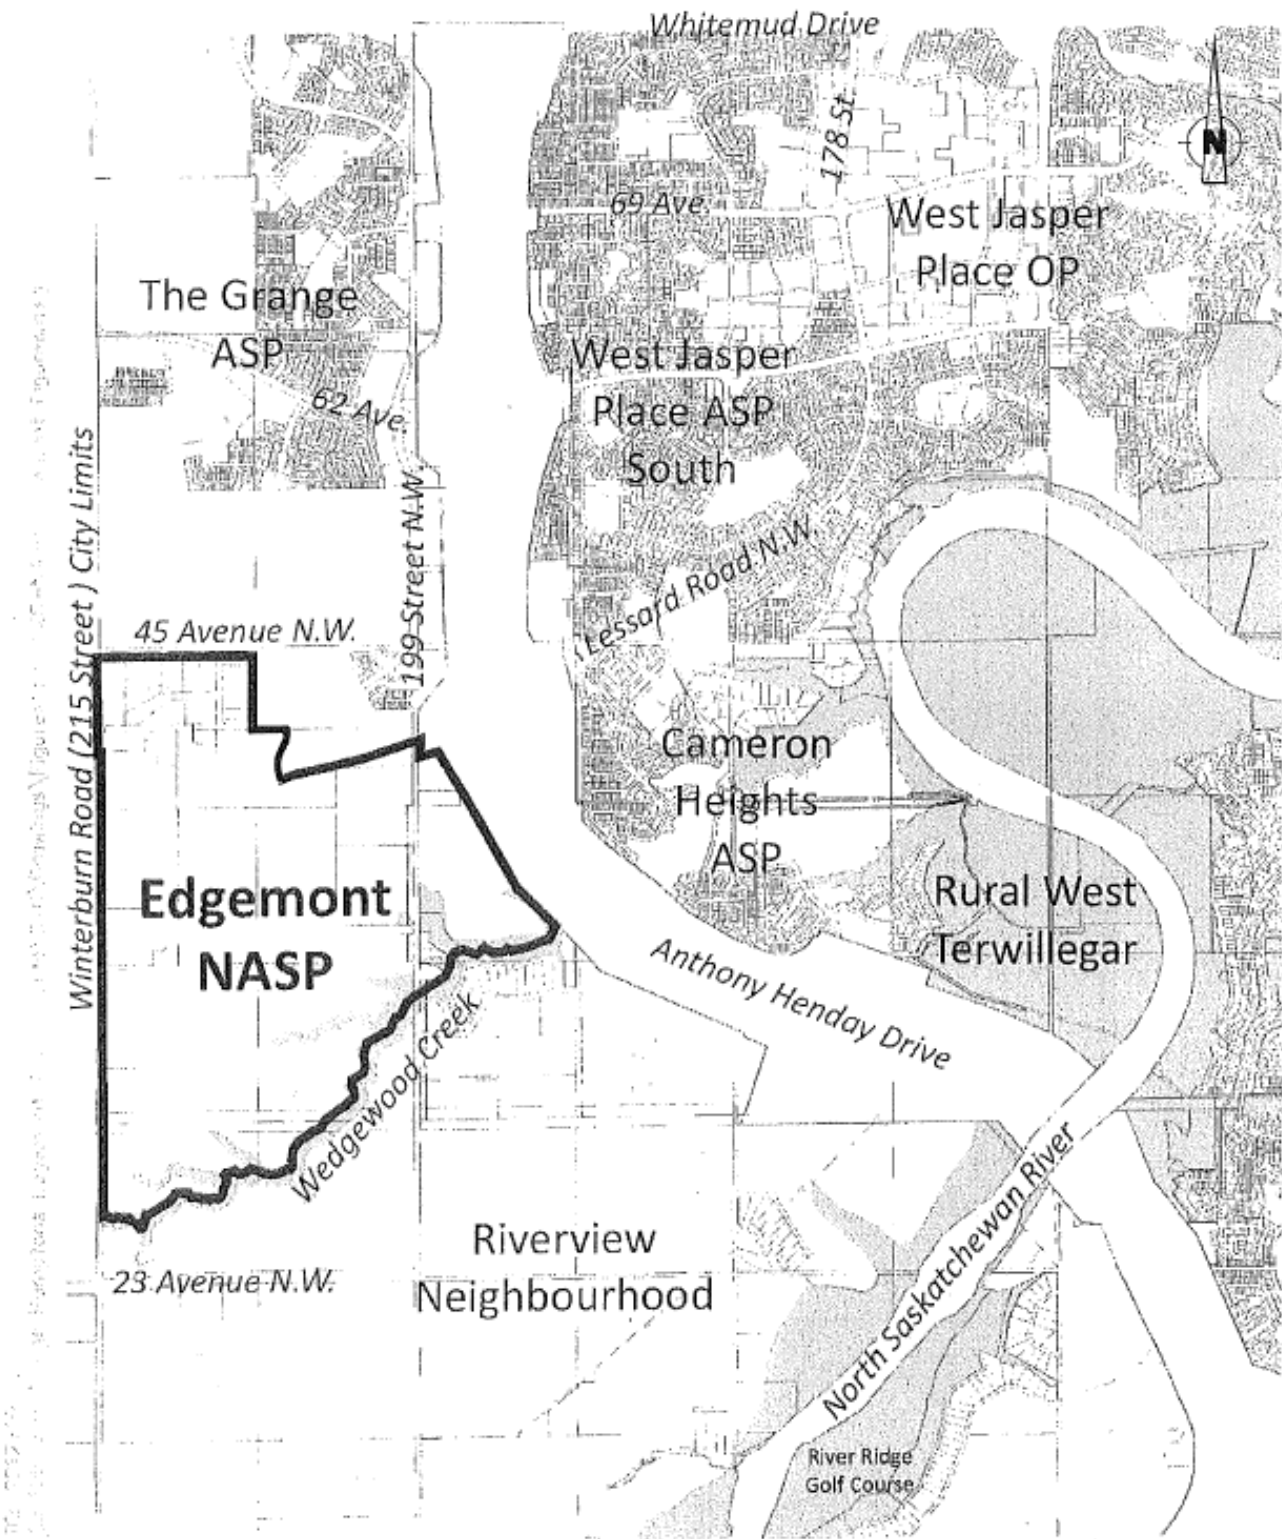 Whitemud Drive
178 St
N
69 Ave.
West Jasper
Place OP
The Grange
ASP
West Jasper
Place ASP
South
62 Ave.
Winterburn Road (215 Street ) City Limits
199 Street N.W.
Lessard Road N.W.
45 Avenue N.W.
Cameron
Heights
ASP
Edgemont
NASP
Rural West
Terwillegar
Anthony Henday Drive
Wedgewood Creek
North Saskatchewan River
Riverview
Neighbourhood
23 Avenue N.W.
River Ridge
Golf Course